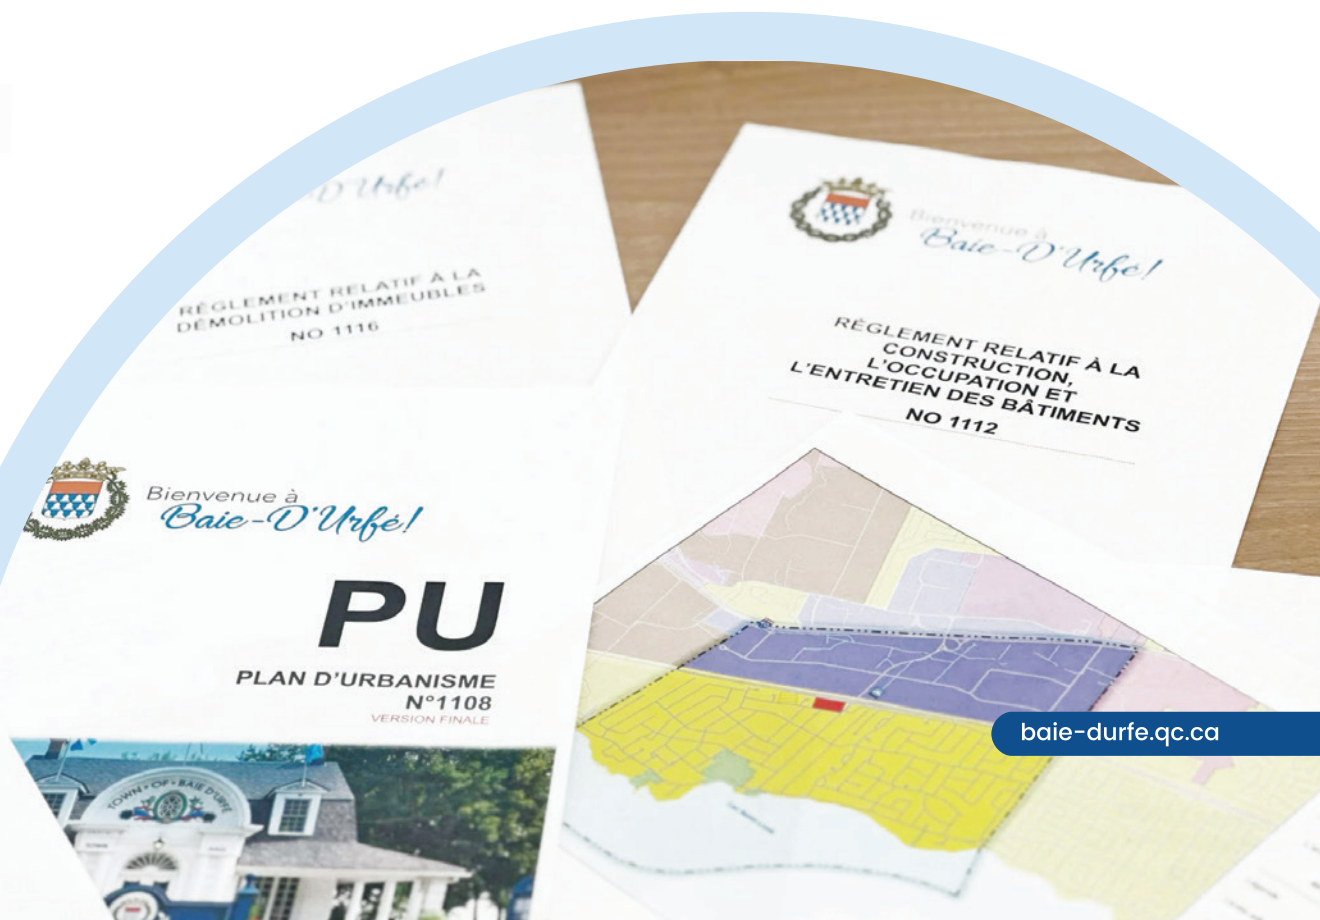 D'Urfé!
RÈGLEMENT RELATIF À LA
DÉMOLITION D'IMMEUBLES
NO 1116
Bienvenue à
Baie-D'Urfé!
RÈGLEMENT RELATIF À LA
CONSTRUCTION,
L'OCCUPATION ET
L'ENTRETIEN DES BÂTIMENTS
NO 1112
Bienvenue à
Baie-D'Urfé!
PU
PLAN D'URBANISME
N°1108
VERSION FINALE
TOWN • OF • BAIE D'URFÉ
TOWN
baie-durfe.qc.ca